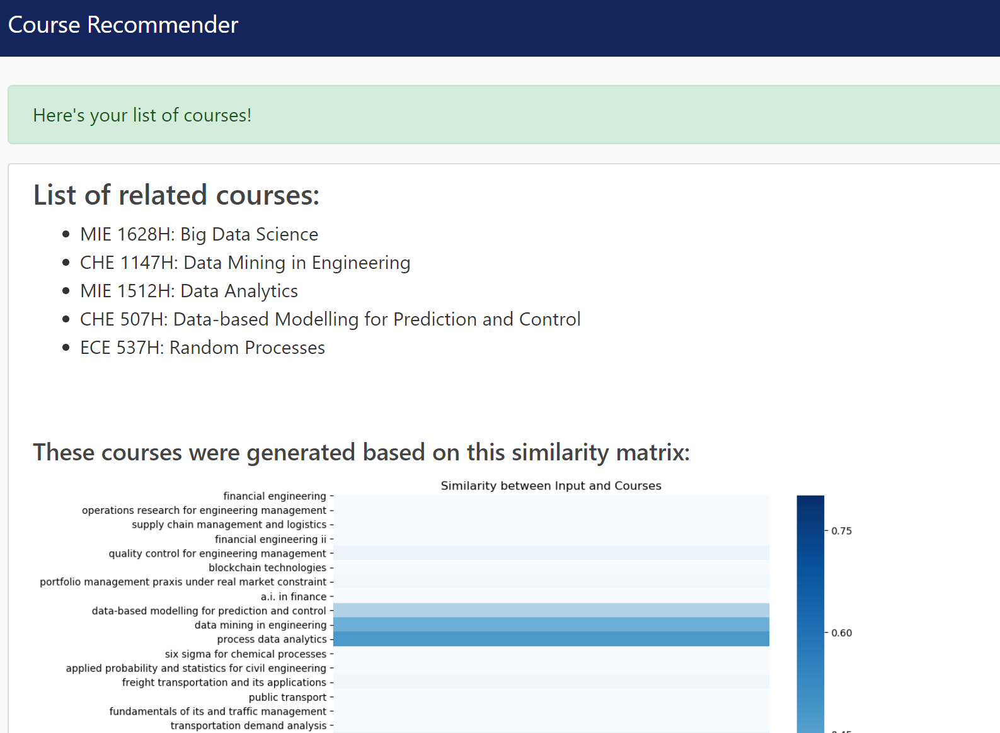 Course Recommender
Here's your list of courses!
List of related courses:
MIE 1628H: Big Data Science
CHE 1147H: Data Mining in Engineering
MIE 1512H: Data Analytics
CHE 507H: Data-based Modelling for Prediction and Control
ECE 537H: Random Processes
These courses were generated based on this similarity matrix:
Similarity between Input and Courses
financial engineering
operations research for engineering management
supply chain management and logistics
financial engineering ii
quality control for engineering management
blockchain technologies
portfolio management praxis under real market constraint
a.i. in finance
data-based modelling for prediction and control
data mining in engineering
process data analytics
six sigma for chemical processes
applied probability and statistics for civil engineering
freight transportation and its applications
public transport
fundamentals of its and traffic management
transportation demand analysis
0.75
0.60